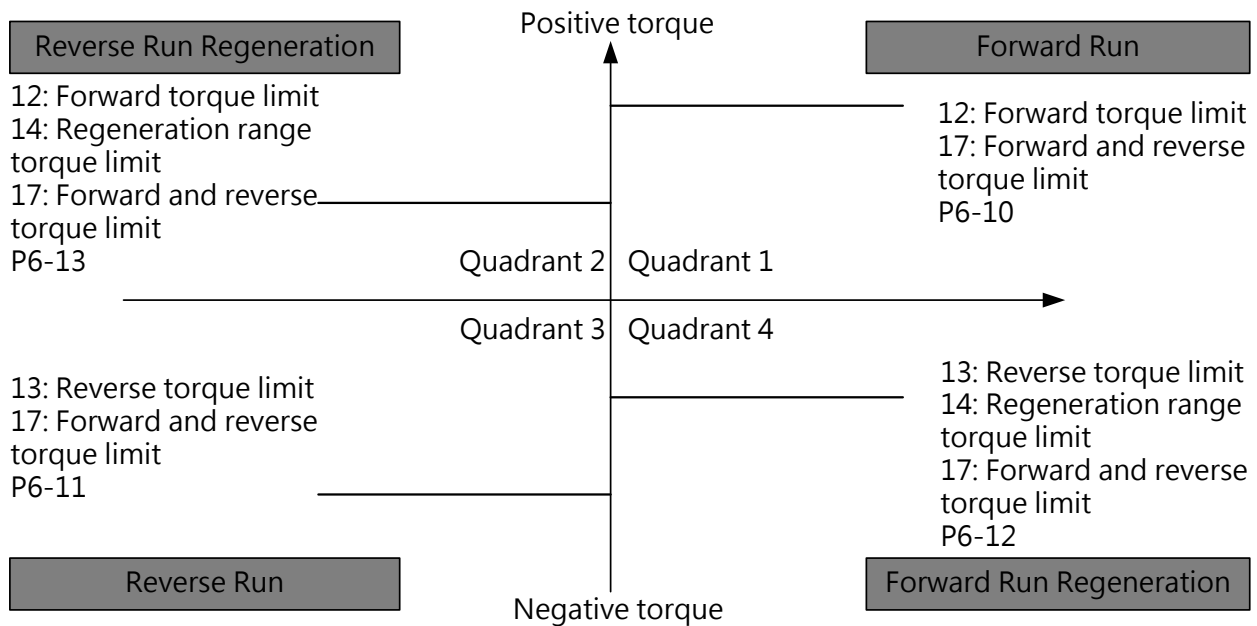 Positive torque
Reverse Run Regeneration
12: Forward torque limit
14: Regeneration range
torque limit
17: Forward and reverse
torque limit
P6-13
Forward Run
12: Forward torque limit
17: Forward and reverse
torque limit
P6-10
Quadrant 2
Quadrant 1
Quadrant 3
Quadrant 4
13: Reverse torque limit
17: Forward and reverse
torque limit
P6-11
Reverse Run
13: Reverse torque limit
14: Regeneration range
torque limit
17: Forward and reverse
torque limit
P6-12
Forward Run Regeneration
Negative torque